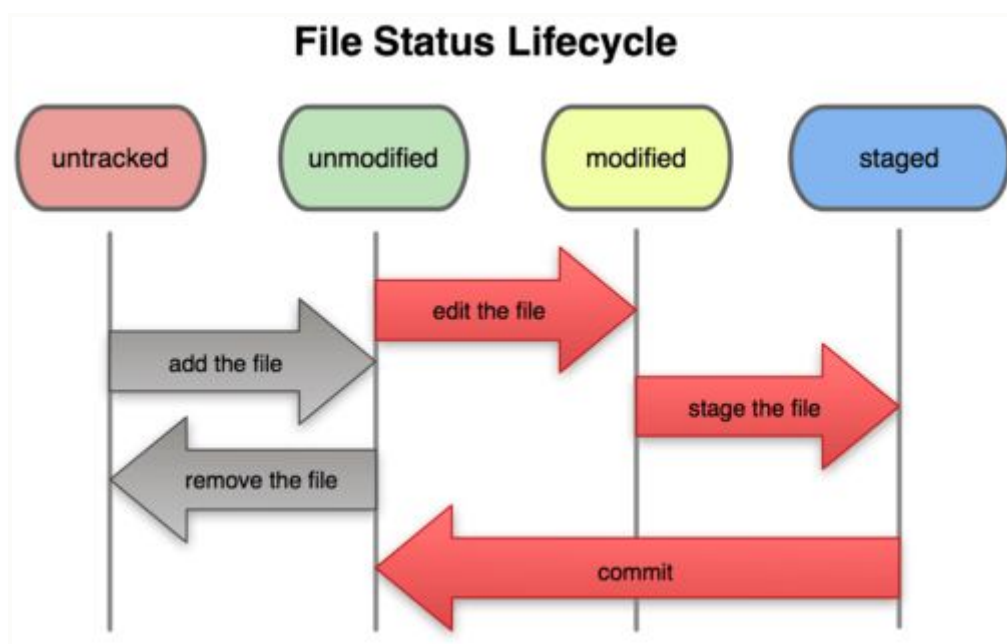 File Status Lifecycle
untracked
unmodified
modified
staged
edit the file
add the file
stage the file
remove the file
commit